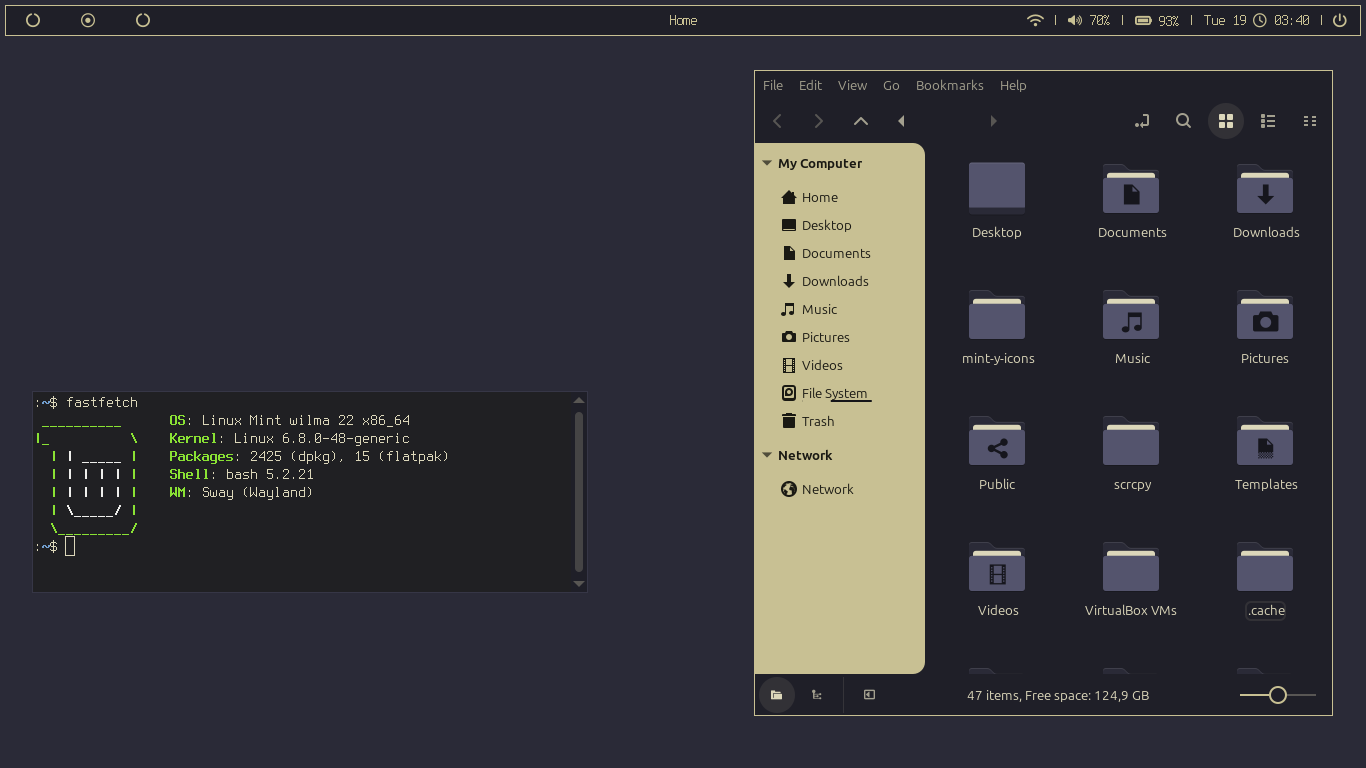 Home
70%
93%
Tue 19
03:40
:~$ fastfetch
OS: Linux Mint wilma 22 x86_64
Kernel: Linux 6.8.0-48-generic
Packages: 2425 (dpkg), 15 (flatpak)
Shell: bash 5.2.21
WM: Sway (Wayland)
:~$
File Edit View Go Bookmarks Help
My Computer
Home
Desktop
Documents
Downloads
Music
Pictures
Videos
File System
Trash
Network
Network
Desktop Documents Downloads
mint-y-icons Music Pictures
Public scrcpy Templates
Videos VirtualBox VMs .cache
47 items, Free space: 124,9 GB